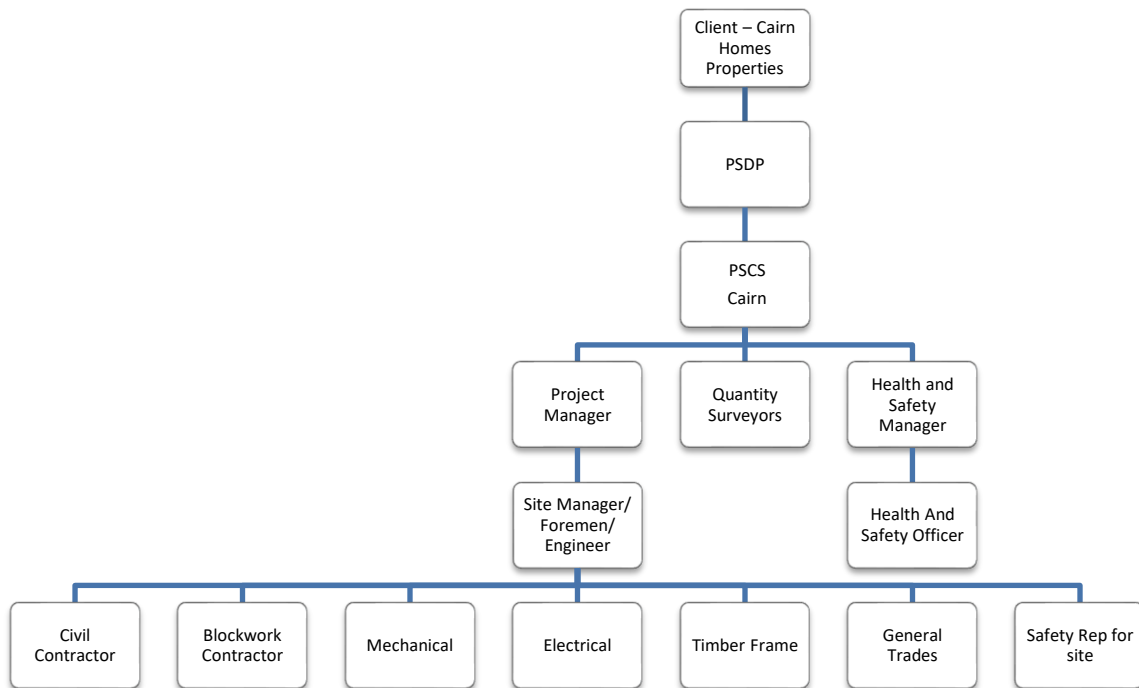 Client – Cairn
Homes
Properties
PSDP
PSCS
Cairn
Project
Manager
Quantity
Surveyors
Health and
Safety
Manager
Site Manager/
Foremen/
Engineer
Health And
Safety Officer
Civil
Contractor
Blockwork
Contractor
Mechanical
Electrical
Timber Frame
General
Trades
Safety Rep for
site